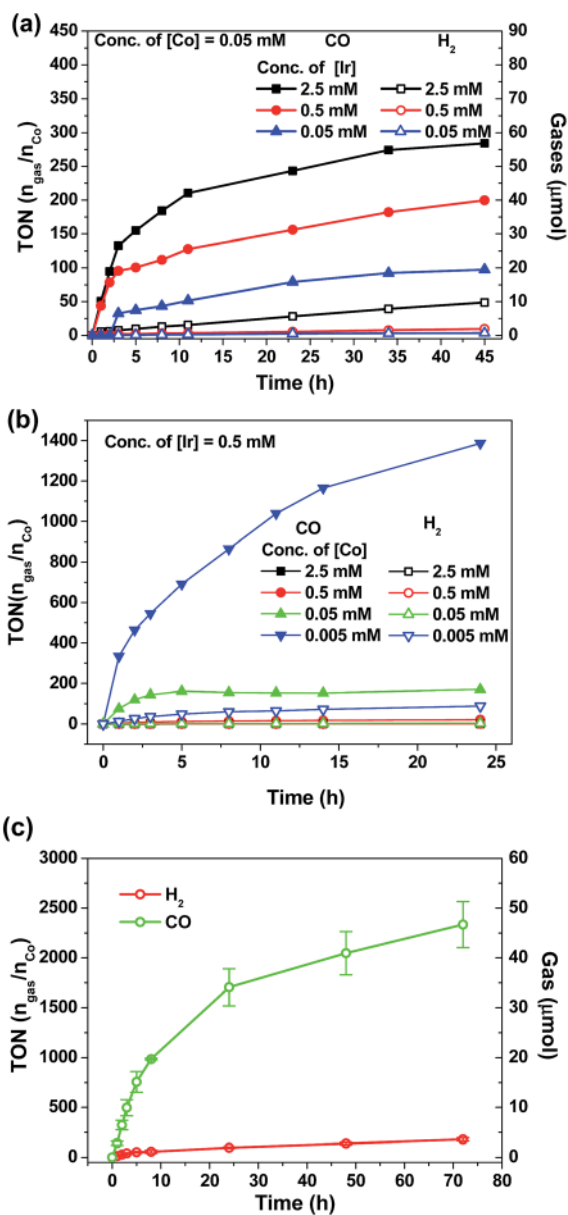 (a)
Conc. of [Co] = 0.05 mM CO H2
Conc. of [Ir]
2.5 mM 2.5 mM
0.5 mM 0.5 mM
0.05 mM 0.05 mM
TON (ngas/nCo)
450
400
350
300
250
200
150
100
50
0
Gases (μmol)
90
80
70
60
50
40
30
20
10
0
0 5 10 15 20 25 30 35 40 45
Time (h)
(b)
Conc. of [Ir] = 0.5 mM
CO H2
Conc. of [Co]
2.5 mM 2.5 mM
0.5 mM 0.5 mM
0.05 mM 0.05 mM
0.005 mM 0.005 mM
TON(ngas/nCo)
1400
1200
1000
800
600
400
200
0
0 5 10 15 20 25
Time (h)
(c)
H2
CO
TON (ngas/nCo)
3000
2500
2000
1500
1000
500
0
Gas (μmol)
60
50
40
30
20
10
0
0 10 20 30 40 50 60 70 80
Time (h)